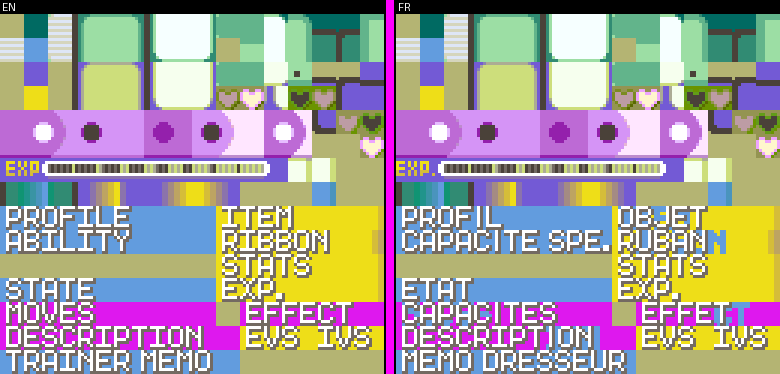 EN FR
EXP EXP.
PROFILE ITEM PROFIL OBJET
ABILITY RIBBON CAPACITE SPE. RUBAN
STATS STATS
STATE EXP. ETAT EXP.
MOVES EFFECT CAPACITES EFFET
DESCRIPTION EVS IVS DESCRIPTION EVS IVS
TRAINER MEMO MEMO DRESSEUR